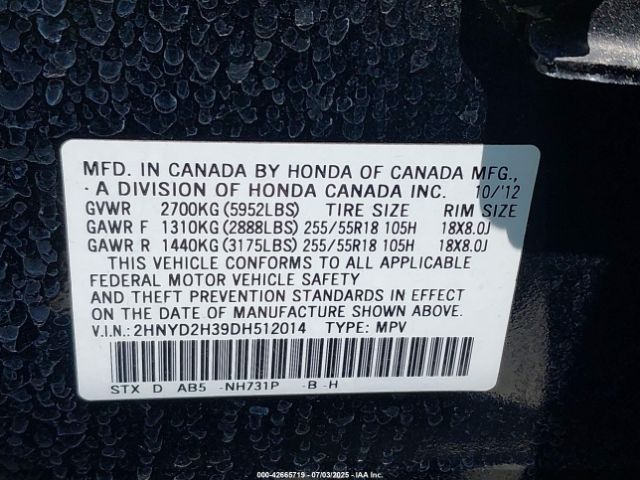 MFD. IN CANADA BY HONDA OF CANADA MFG.,
· A DIVISION OF HONDA CANADA INC. 10/'12
GVWR 2700KG (5952LBS) TIRE SIZE RIM SIZE
GAWR F 1310KG (2888LBS) 255/55R18 105H 18X8.0J
GAWR R 1440KG (3175LBS) 255/55R18 105H 18X8.0J
THIS VEHICLE CONFORMS TO ALL APPLICABLE
FEDERAL MOTOR VEHICLE SAFETY
AND THEFT PREVENTION STANDARDS IN EFFECT
ON THE DATE OF MANUFACTURE SHOWN ABOVE.
V.I.N.: 2HNYD2H39DH512014 TYPE: MPV
STX D AB5 -NH731P -B -H
00-42665719 - 07/03/2025 - IAA Inc.